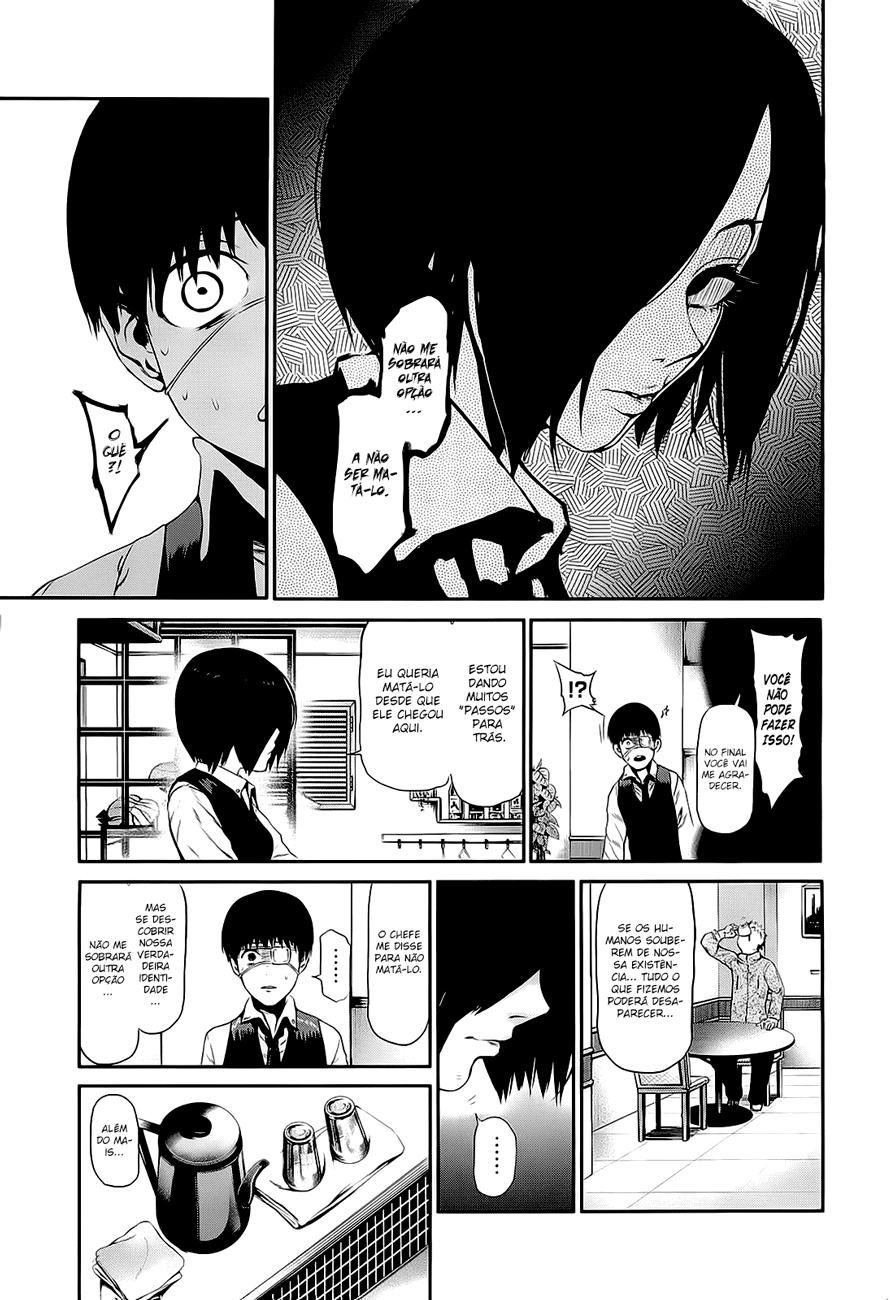 NÃO ME
SOBRARÁ
OUTRA
OPÇÃO
...
A NÃO
SER MA-
TÁ-LO.
O
QUÊ
?!
VOCÊ
NÃO
PODE
FAZER
ISSO!
NO FINAL
VOCÊ VAI
ME AGRA-
DECER.
!?
ESTOU
DANDO
MUITOS
"PASSOS"
PARA
TRÁS.
EU QUERIA
MATÁ-LO
DESDE QUE
ELE CHEGOU
AQUI.
SE OS HU-
MANOS SOUBE-
REM DE NOS-
SA EXISTÊN-
CIA... TUDO O
QUE FIZEMOS
PODERÁ DESA-
PARECER...
......
O CHEFE
ME DISSE
PARA NÃO
MATÁ-LO.
.....
MAS
SE DES-
COBRIR
NOSSA
VERDA-
DEIRA
IDENTI-
DADE
...
NÃO ME
SOBRARÁ
OUTRA
OPÇÃO
...
ALÉM
DO MA-
IS...